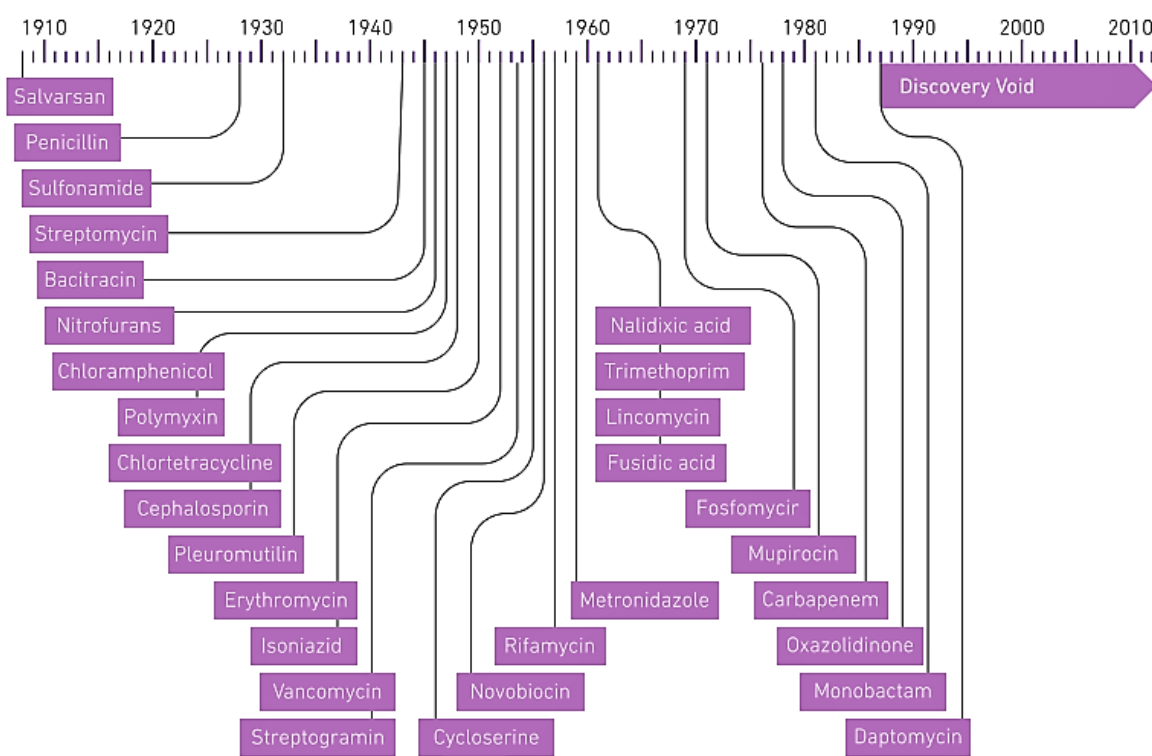 1910 1920 1930 1940 1950 1960 1970 1980 1990 2000 2010
Discovery Void
Salvarsan
Penicillin
Sulfonamide
Streptomycin
Bacitracin
Nitrofurans
Nalidixic acid
Chloramphenicol
Trimethoprim
Polymyxin
Lincomycin
Chlortetracycline
Fusidic acid
Cephalosporin
Fosfomycir
Pleuromutilin
Mupirocin
Erythromycin
Metronidazole
Carbapenem
Isoniazid
Rifamycin
Oxazolidinone
Vancomycin
Novobiocin
Monobactam
Streptogramin
Cycloserine
Daptomycin